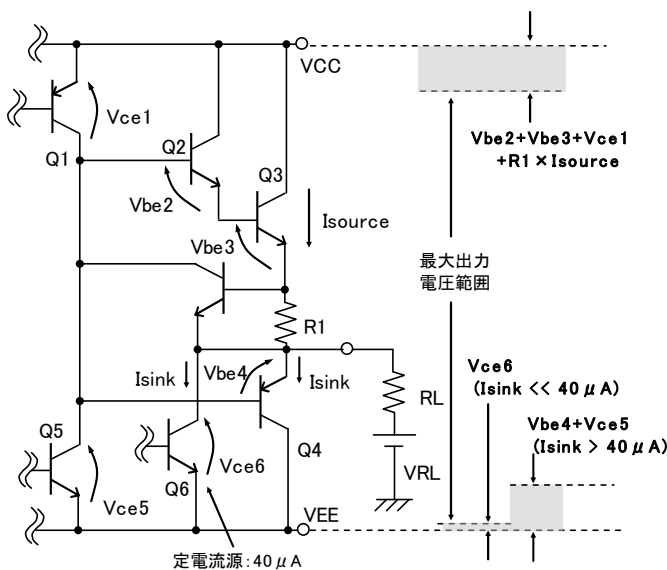 VCC
Vce1
Q1
Q2
Q3
Vbe2
Isource
Vbe3
R1
Isink
Vbe4
Isink
RL
Q5
Q4
Vce6
VRL
Vce5
Q6
VEE
定電流源:40μA
Vbe2+Vbe3+Vce1
+R1×Isource
最大出力
電圧範囲
Vce6
(Isink << 40μA)
Vbe4+Vce5
(Isink > 40μA)